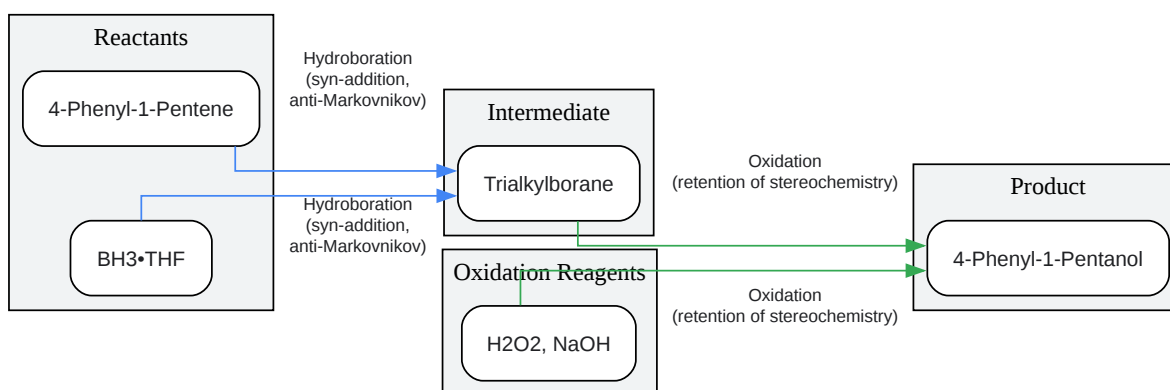 Reactants
4-Phenyl-1-Pentene
BH3•THF
Hydroboration
(syn-addition,
anti-Markovnikov)
Hydroboration
(syn-addition,
anti-Markovnikov)
Intermediate
Trialkylborane
Oxidation Reagents
H2O2, NaOH
Oxidation
(retention of stereochemistry)
Oxidation
(retention of stereochemistry)
Product
4-Phenyl-1-Pentanol